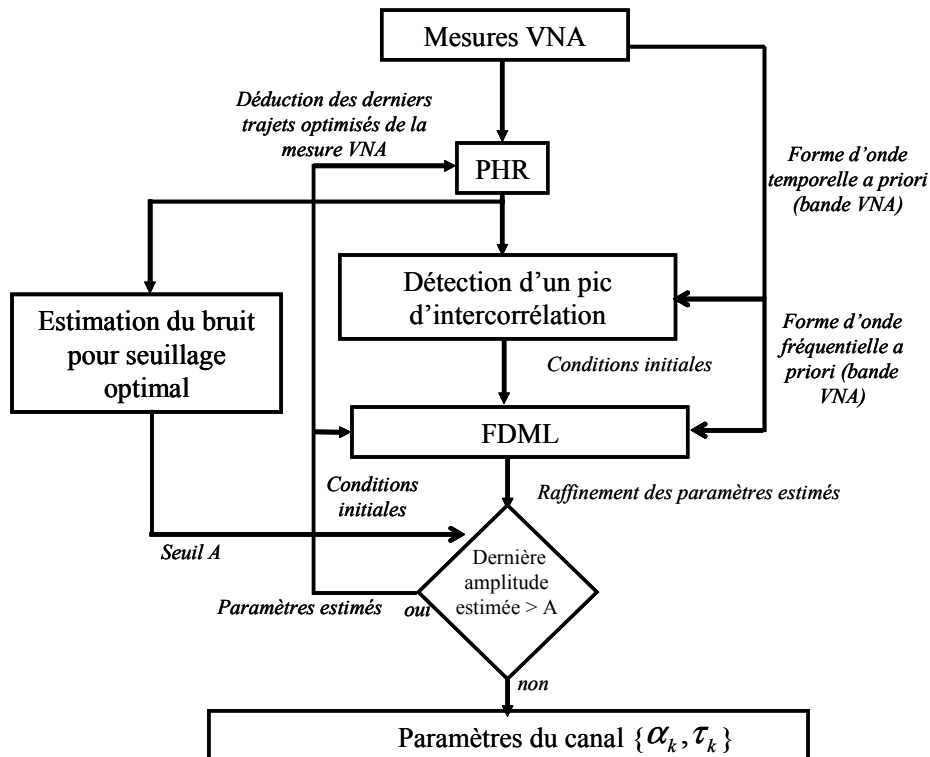 Mesures VNA
Déduction des derniers
trajets optimisés de la
mesure VNA
PHR
Forme d'onde
temporelle a priori
(bande VNA)
Détection d'un pic
d'intercorrélation
Estimation du bruit
pour seuillage
optimal
Forme d'onde
fréquentielle a
priori (bande
VNA)
Conditions initiales
FDML
Conditions
initiales
Raffinement des paramètres estimés
Seuil A
Dernière
amplitude
estimée > A
Paramètres estimés
oui
non
Paramètres du canal {αk, τk}